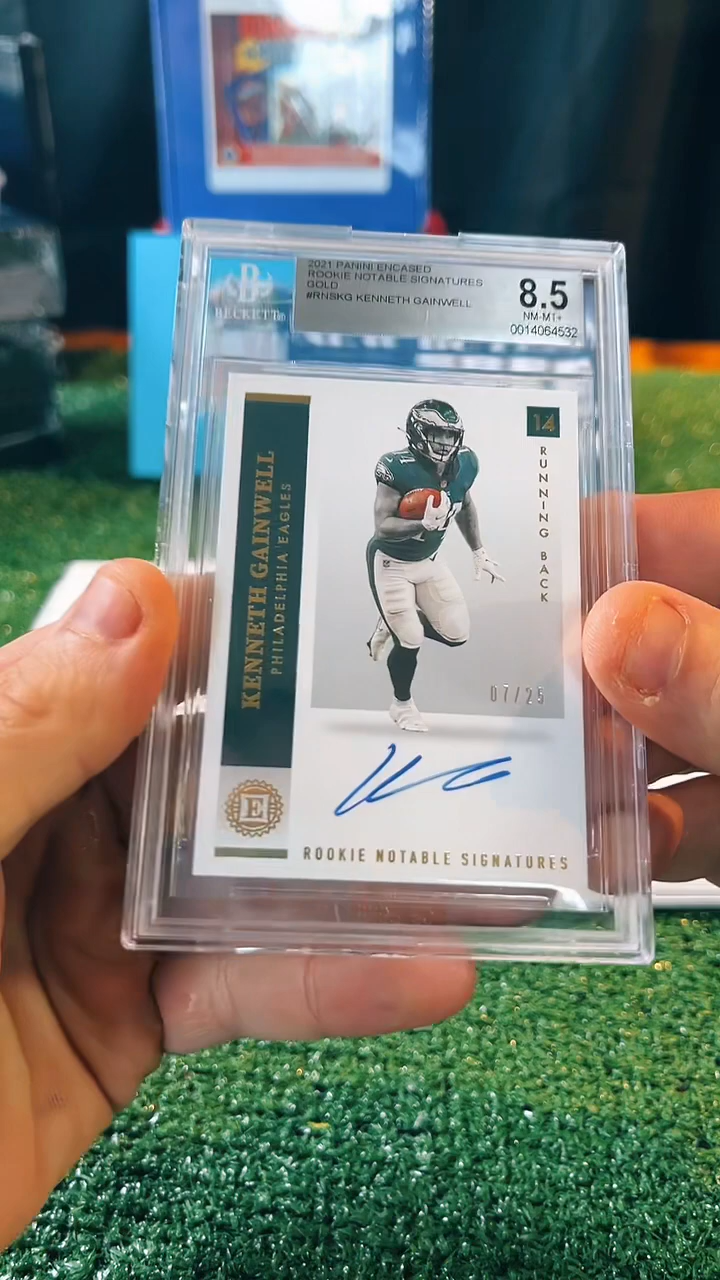 BECKETT
2021 PANINI ENCASED
ROOKIE NOTABLE SIGNATURES
GOLD
#RNSKG KENNETH GAINWELL
8.5
NM-MT+
0014064532
KENNETH GAINWELL
PHILADELPHIA EAGLES
14
RUNNING BACK
07/25
E
ROOKIE NOTABLE SIGNATURES